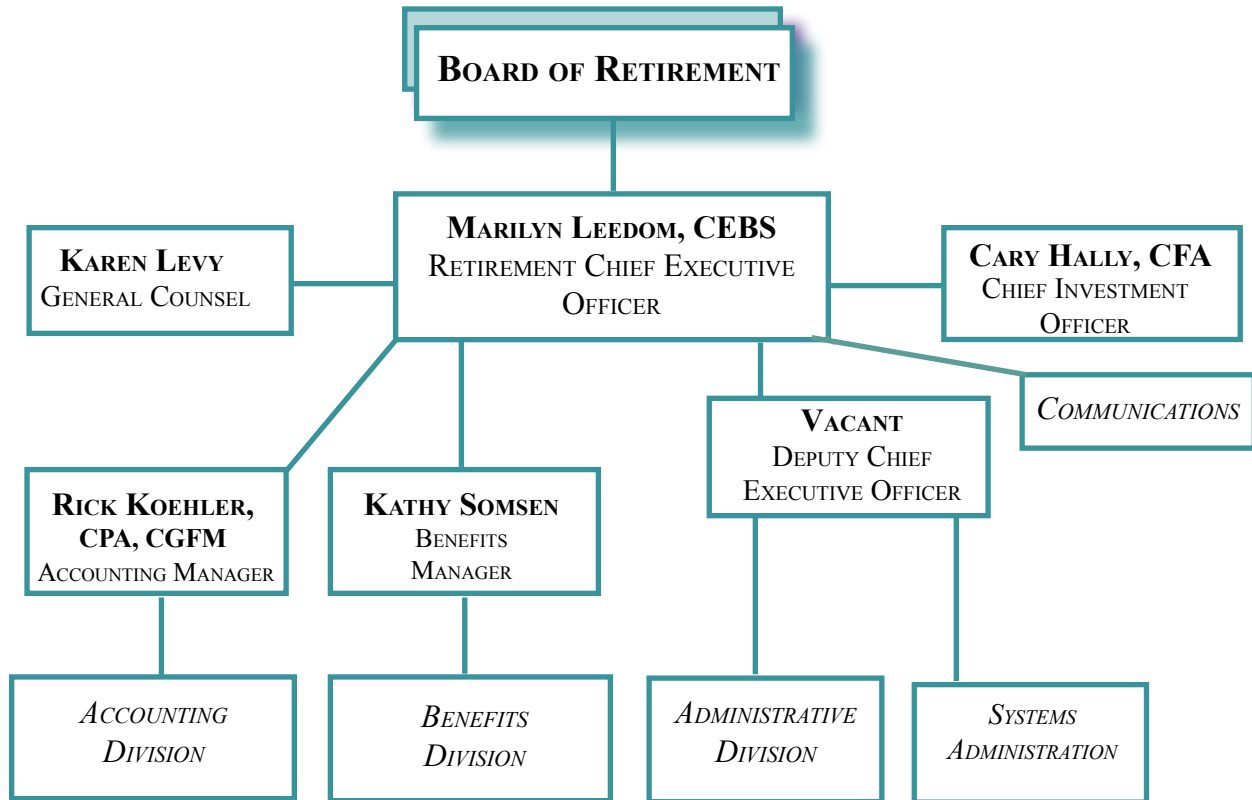 Board of Retirement
Marilyn Leedom, CEBS
Retirement Chief Executive
Officer
Karen Levy
General Counsel
Cary Hally, CFA
Chief Investment
Officer
Communications
Vacant
Deputy Chief
Executive Officer
Rick Koehler,
CPA, CGFM
Accounting Manager
Kathy Somsen
Benefits
Manager
Accounting
Division
Benefits
Division
Administrative
Division
Systems
Administration